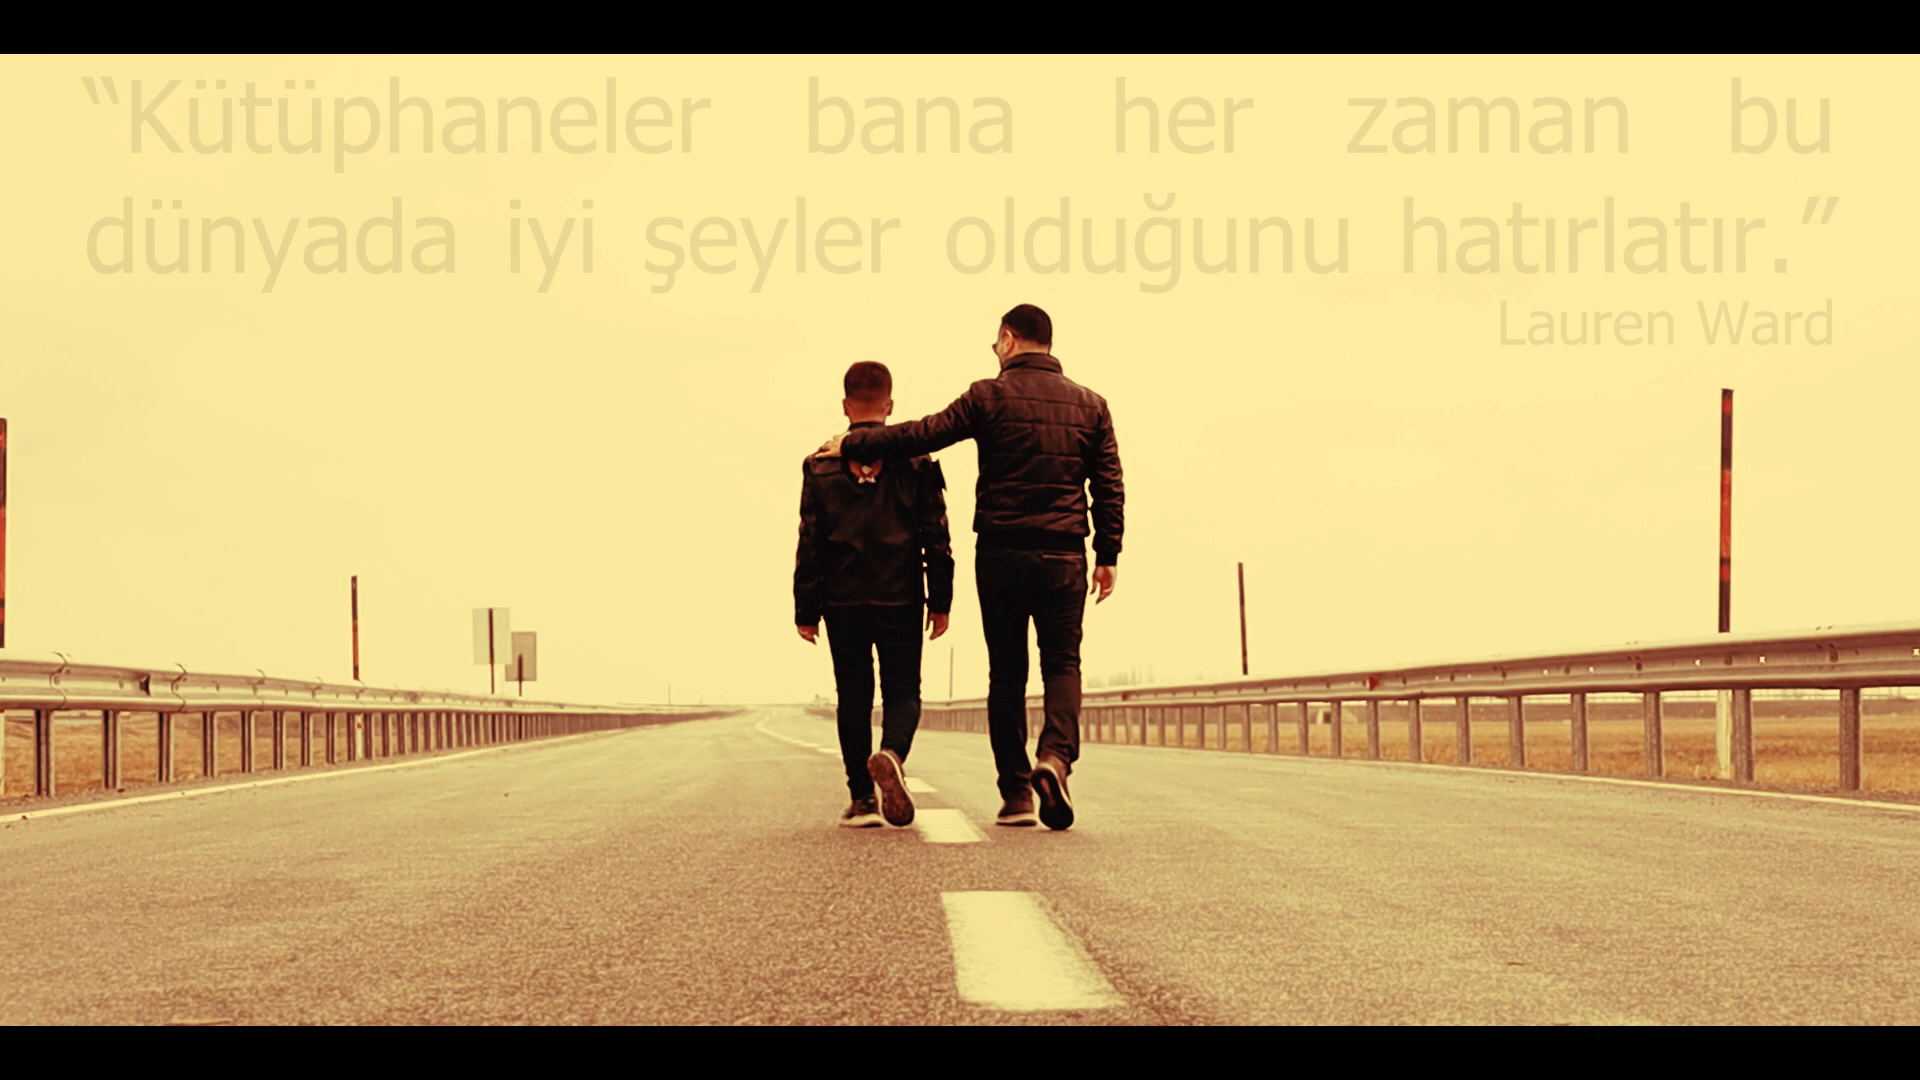 “Kütüphaneler bana her zaman bu
dünyada iyi şeyler olduğunu hatırlatır.”
Lauren Ward